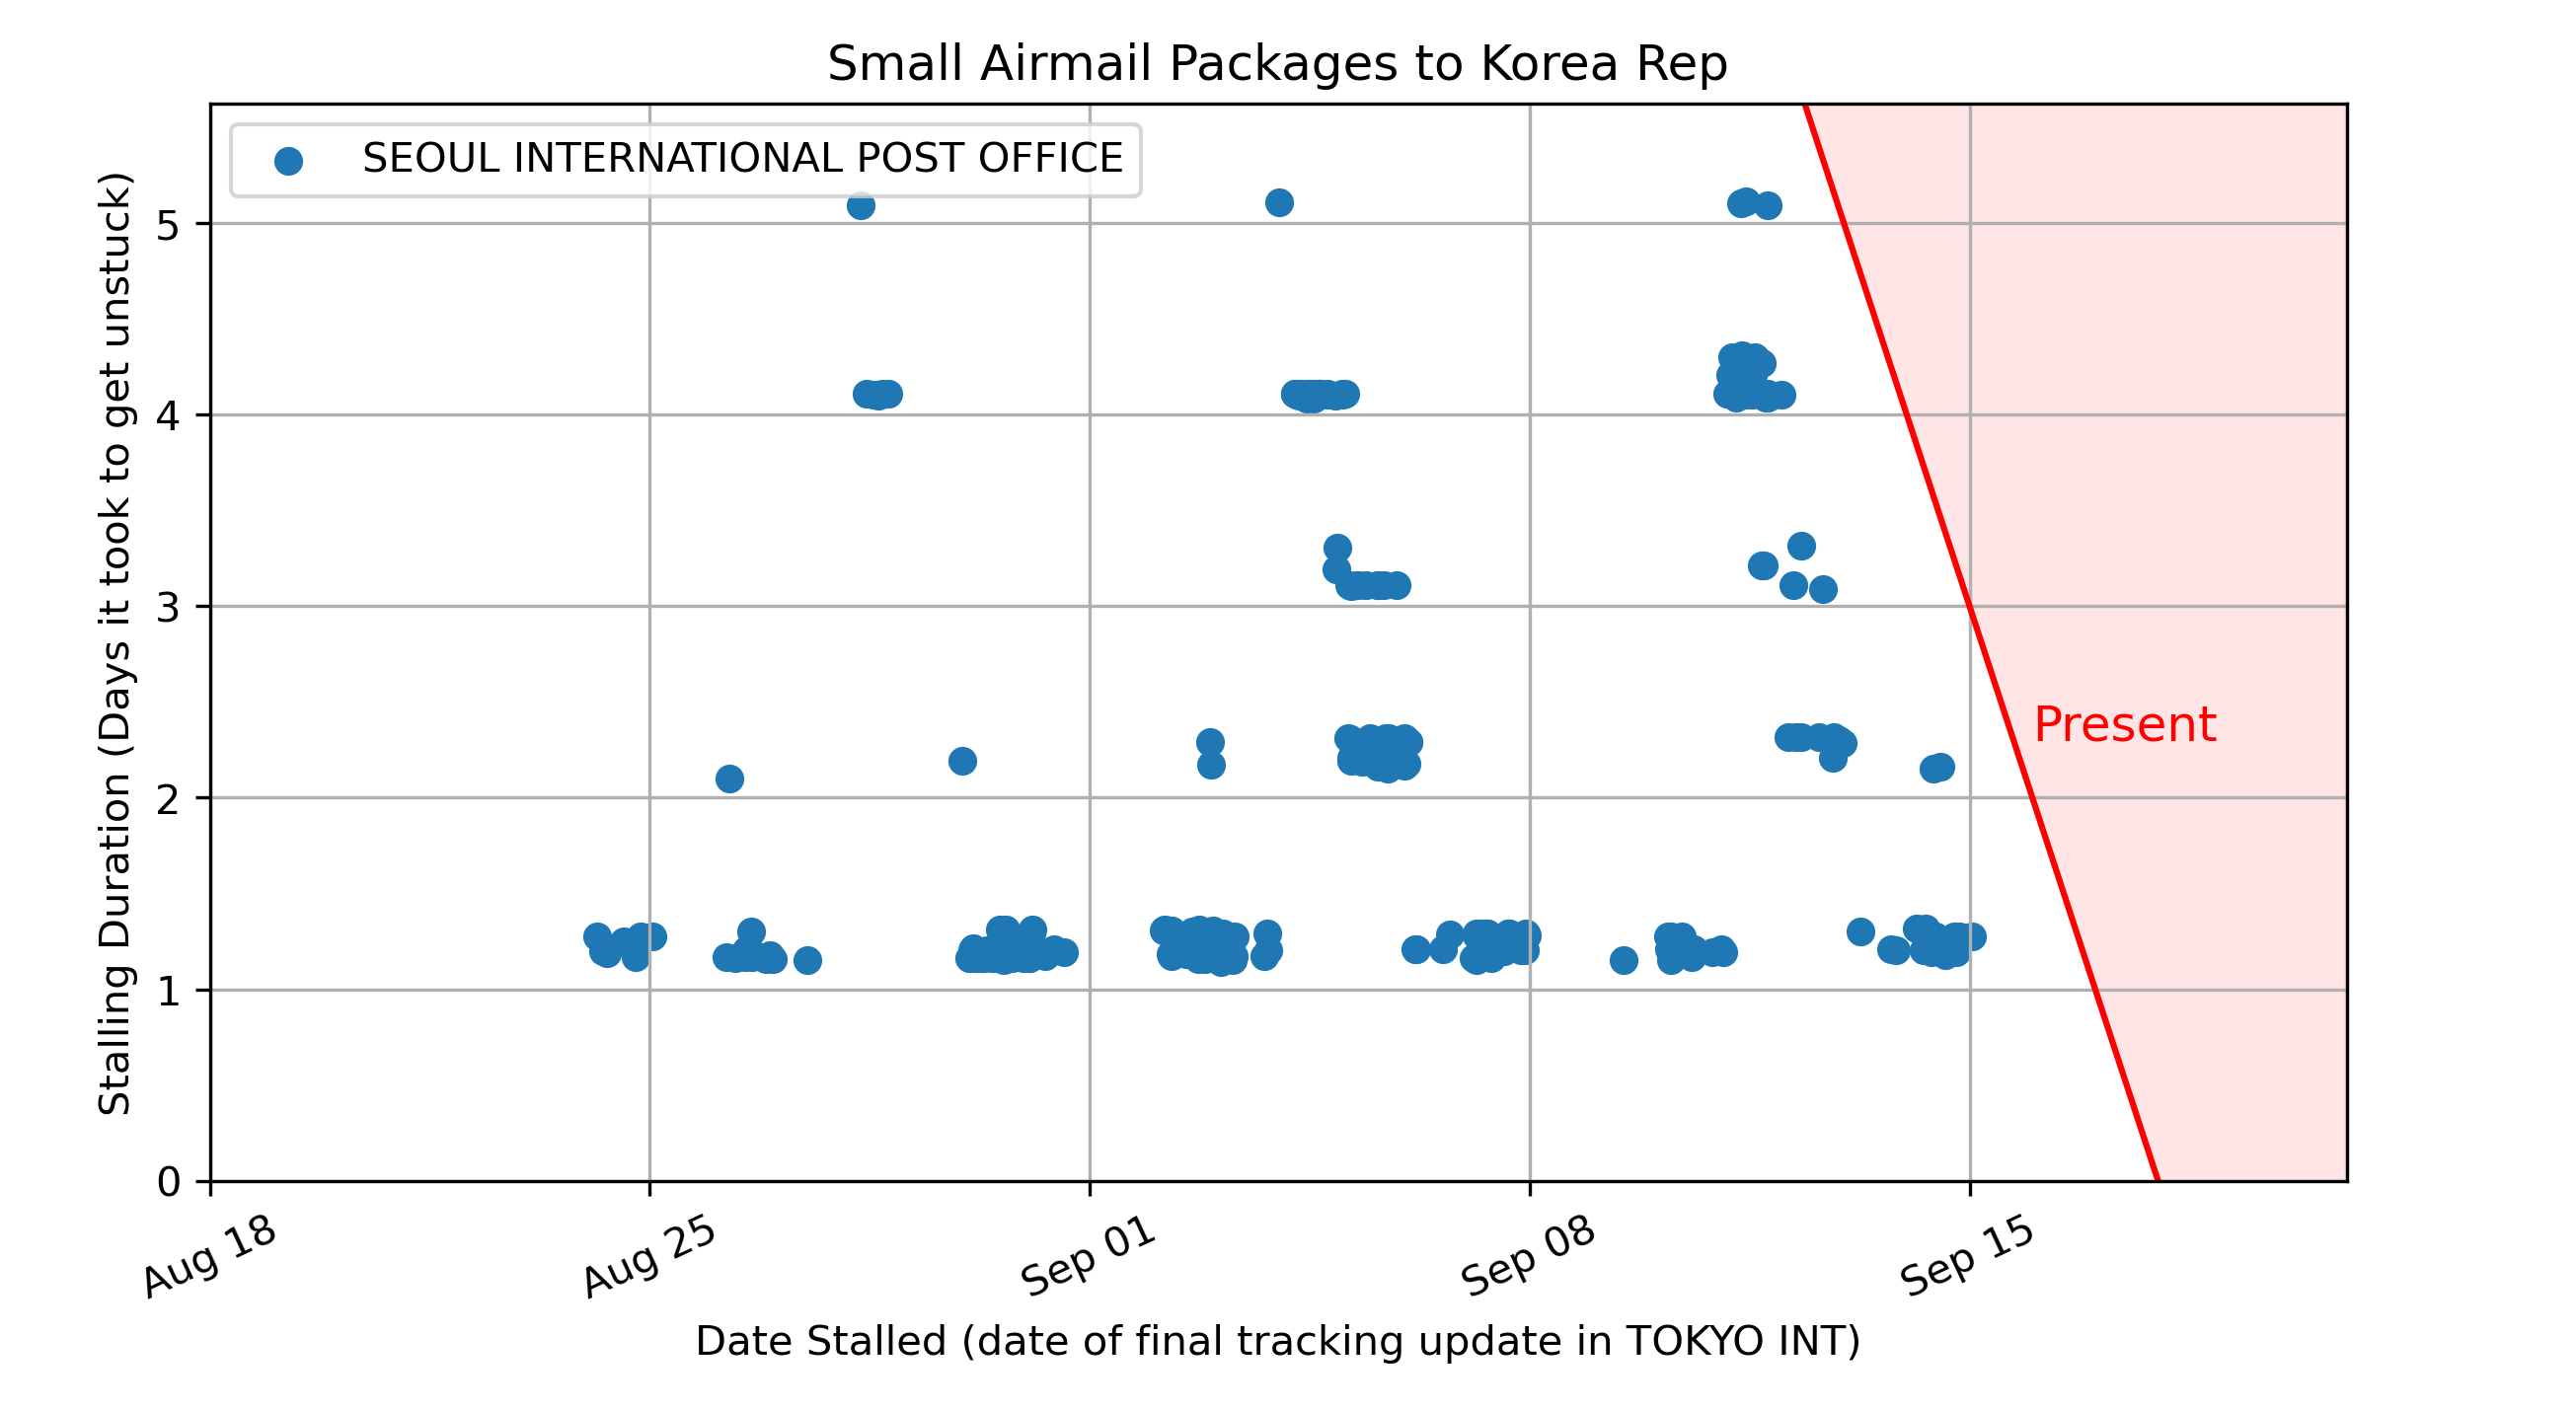 Small Airmail Packages to Korea Rep
SEOUL INTERNATIONAL POST OFFICE
Stalling Duration (Days it took to get unstuck)
5
4
3
2
1
0
Present
Aug 18
Aug 25
Sep 01
Sep 08
Sep 15
Date Stalled (date of final tracking update in TOKYO INT)